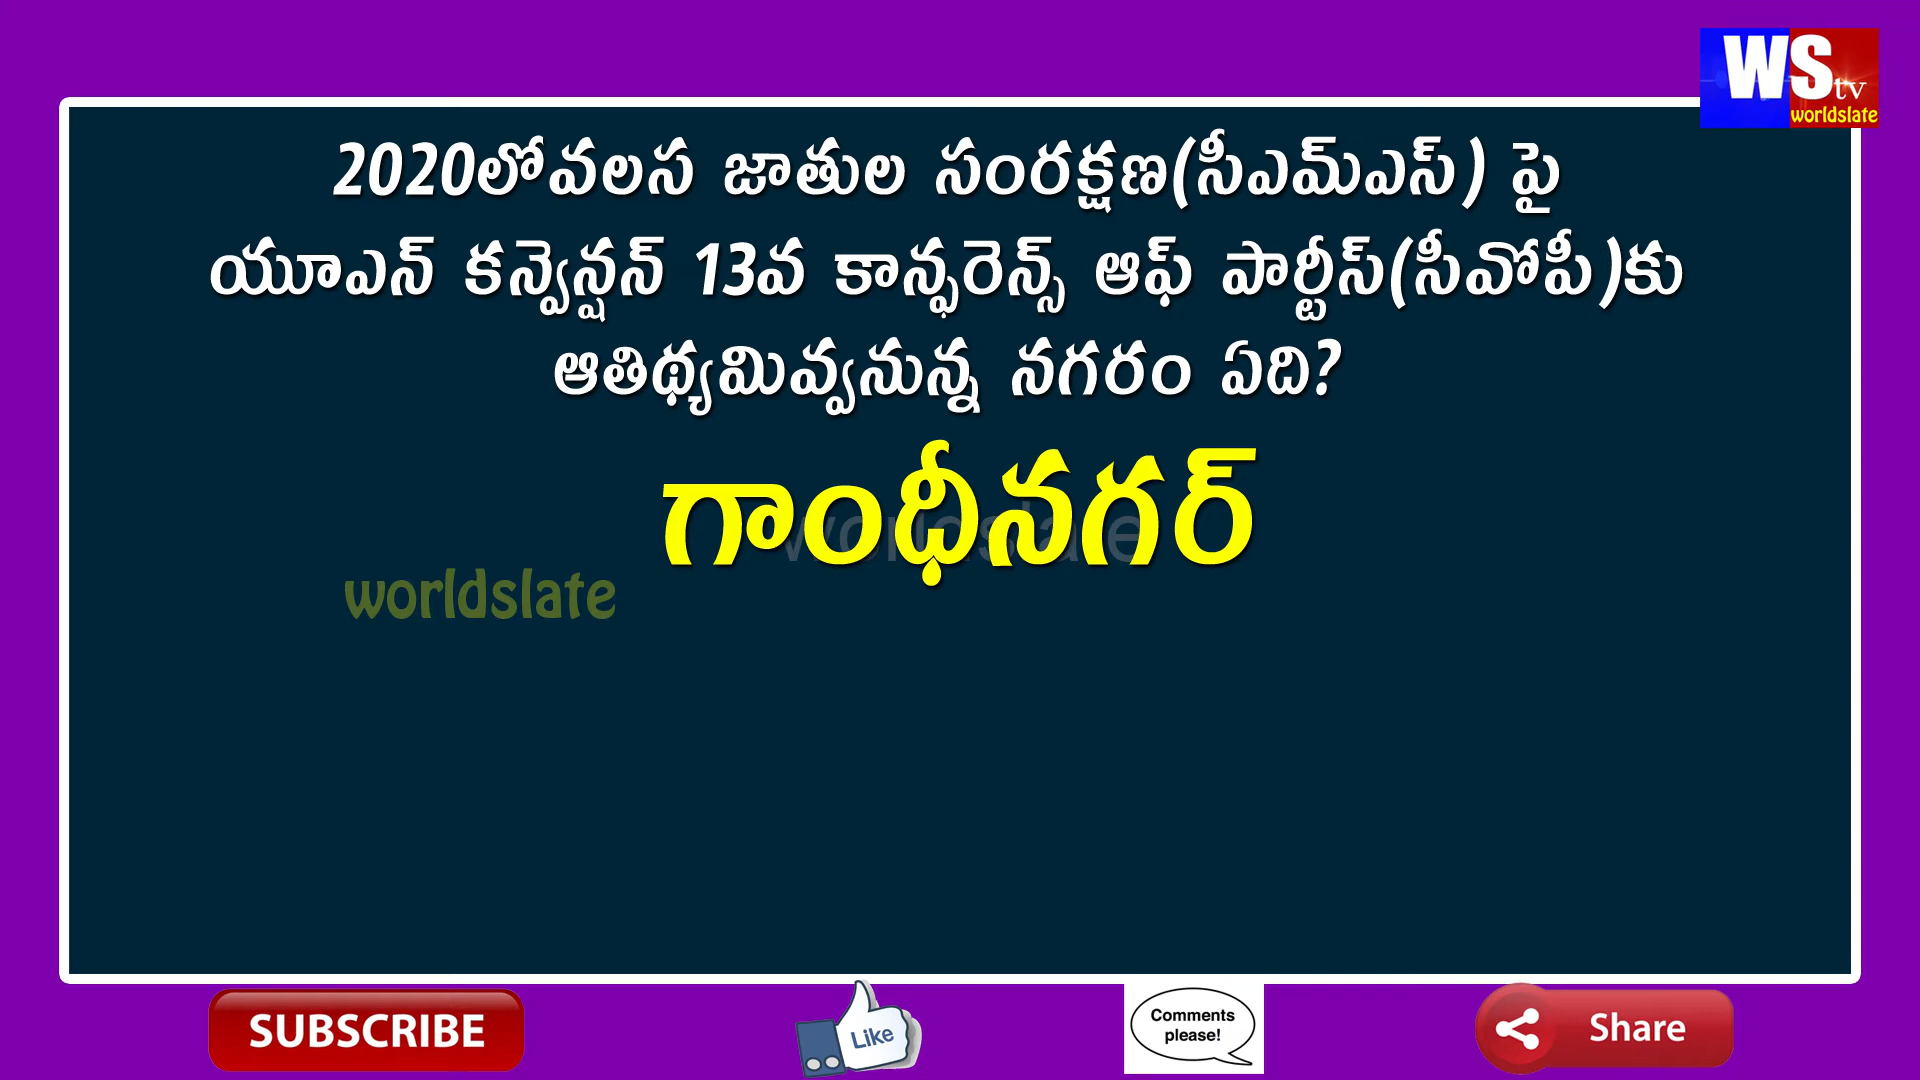 WS tv
worldslate
2020లోవలస జాతుల సంరక్షణ(సీఎమ్ఎస్) పై
యూఎన్ కన్వెన్షన్ 13వ కాన్ఫరెన్స్ ఆఫ్ పార్టీస్(సీవోపీ)కు
ఆతిథ్యమివ్వనున్న నగరం ఏది?
గాంధీనగర్
worldslate
worldslate
SUBSCRIBE
Like
Comments
please!
Share